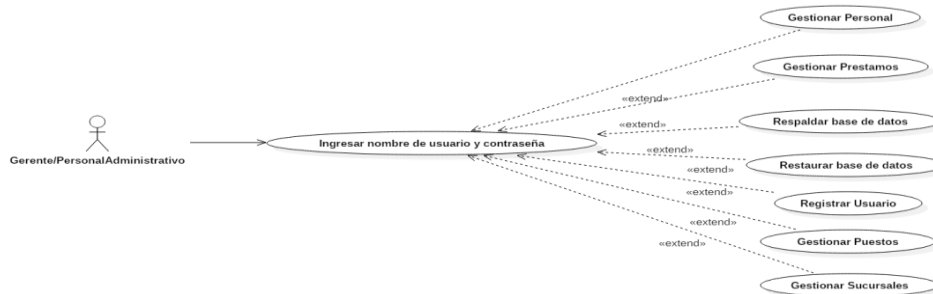 Gestionar Personal
Gestionar Prestamos
«extend»
Respaldar base de datos
«extend»
Gerente/PersonalAdministrativo
Ingresar nombre de usuario y contraseña
«extend»
Restaurar base de datos
«extend»
Registrar Usuario
«extend»
Gestionar Puestos
«extend»
Gestionar Sucursales